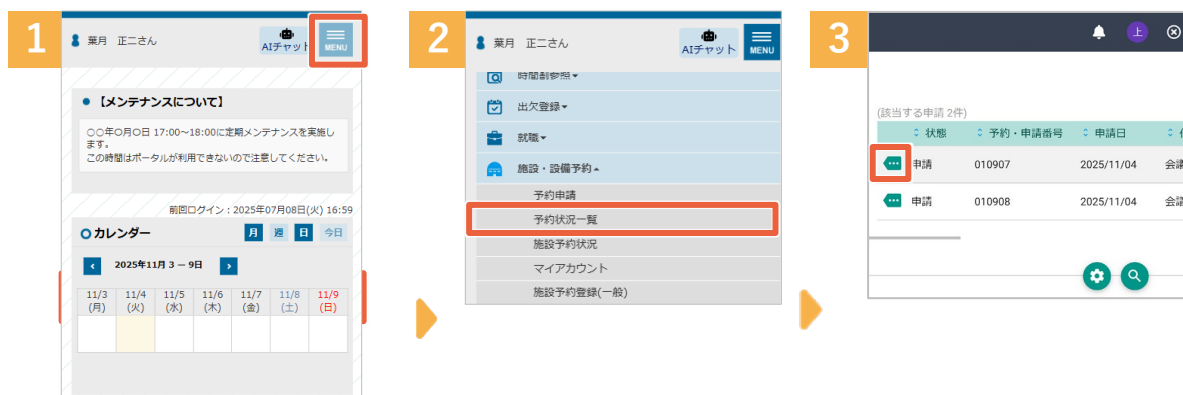 1
葉月 正二さん
AIチャット
MENU
【メンテナンスについて】
○○年○月○日 17:00～18:00に定期メンテナンスを実施し
ます。
この時間はポータルが利用できないので注意してください。
前回ログイン：2025年07月08日(火) 16:59
カレンダー
月 週 日 今日
2025年11月 3 － 9日
11/3 11/4 11/5 11/6 11/7 11/8 11/9
(月) (火) (水) (木) (金) (土) (日)
2
葉月 正二さん
AIチャット
MENU
時間割参照
出欠登録
就職
施設・設備予約
予約申請
予約状況一覧
施設予約状況
マイアカウント
施設予約登録(一般)
3
上
(該当する申請 2件)
状態 予約・申請番号 申請日
申請 010907 2025/11/04 会議
申請 010908 2025/11/04 会議